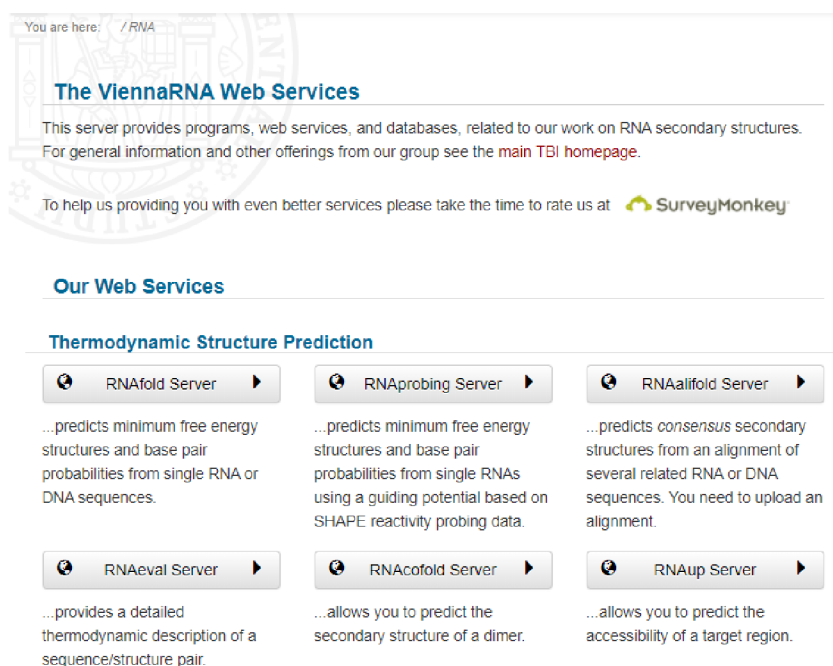 You are here: / RNA
The ViennaRNA Web Services
This server provides programs, web services, and databases, related to our work on RNA secondary structures.
For general information and other offerings from our group see the main TBI homepage.
To help us providing you with even better services please take the time to rate us at SurveyMonkey
Our Web Services
Thermodynamic Structure Prediction
RNAfold Server
...predicts minimum free energy
structures and base pair
probabilities from single RNA or
DNA sequences.
RNAprobing Server
...predicts minimum free energy
structures and base pair
probabilities from single RNAs
using a guiding potential based on
SHAPE reactivity probing data.
RNAalifold Server
...predicts consensus secondary
structures from an alignment of
several related RNA or DNA
sequences. You need to upload an
alignment.
RNAeval Server
...provides a detailed
thermodynamic description of a
sequence/structure pair.
RNAcofold Server
...allows you to predict the
secondary structure of a dimer.
RNAup Server
...allows you to predict the
accessibility of a target region.